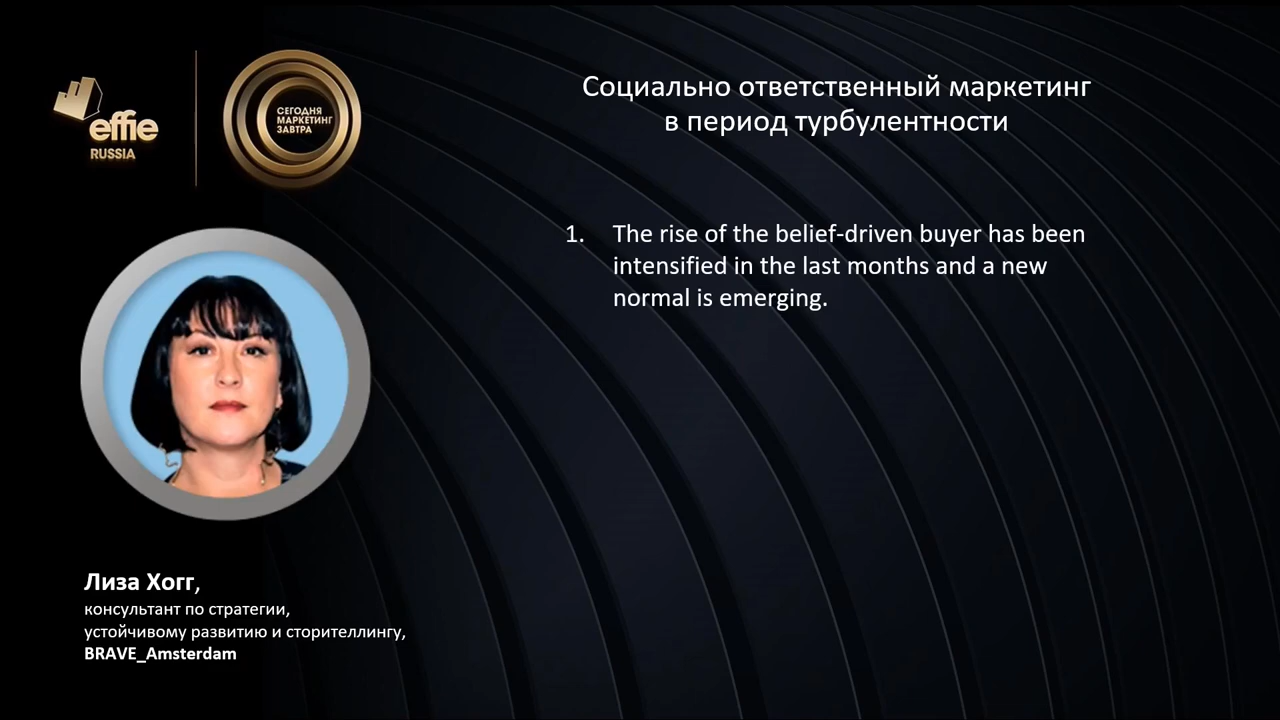 effie
RUSSIA
СЕГОДНЯ
МАРКЕТИНГ
ЗАВТРА
Социально ответственный маркетинг
в период турбулентности
1. The rise of the belief-driven buyer has been
intensified in the last months and a new
normal is emerging.
Лиза Хогг,
консультант по стратегии,
устойчивому развитию и сторителлингу,
BRAVE_Amsterdam